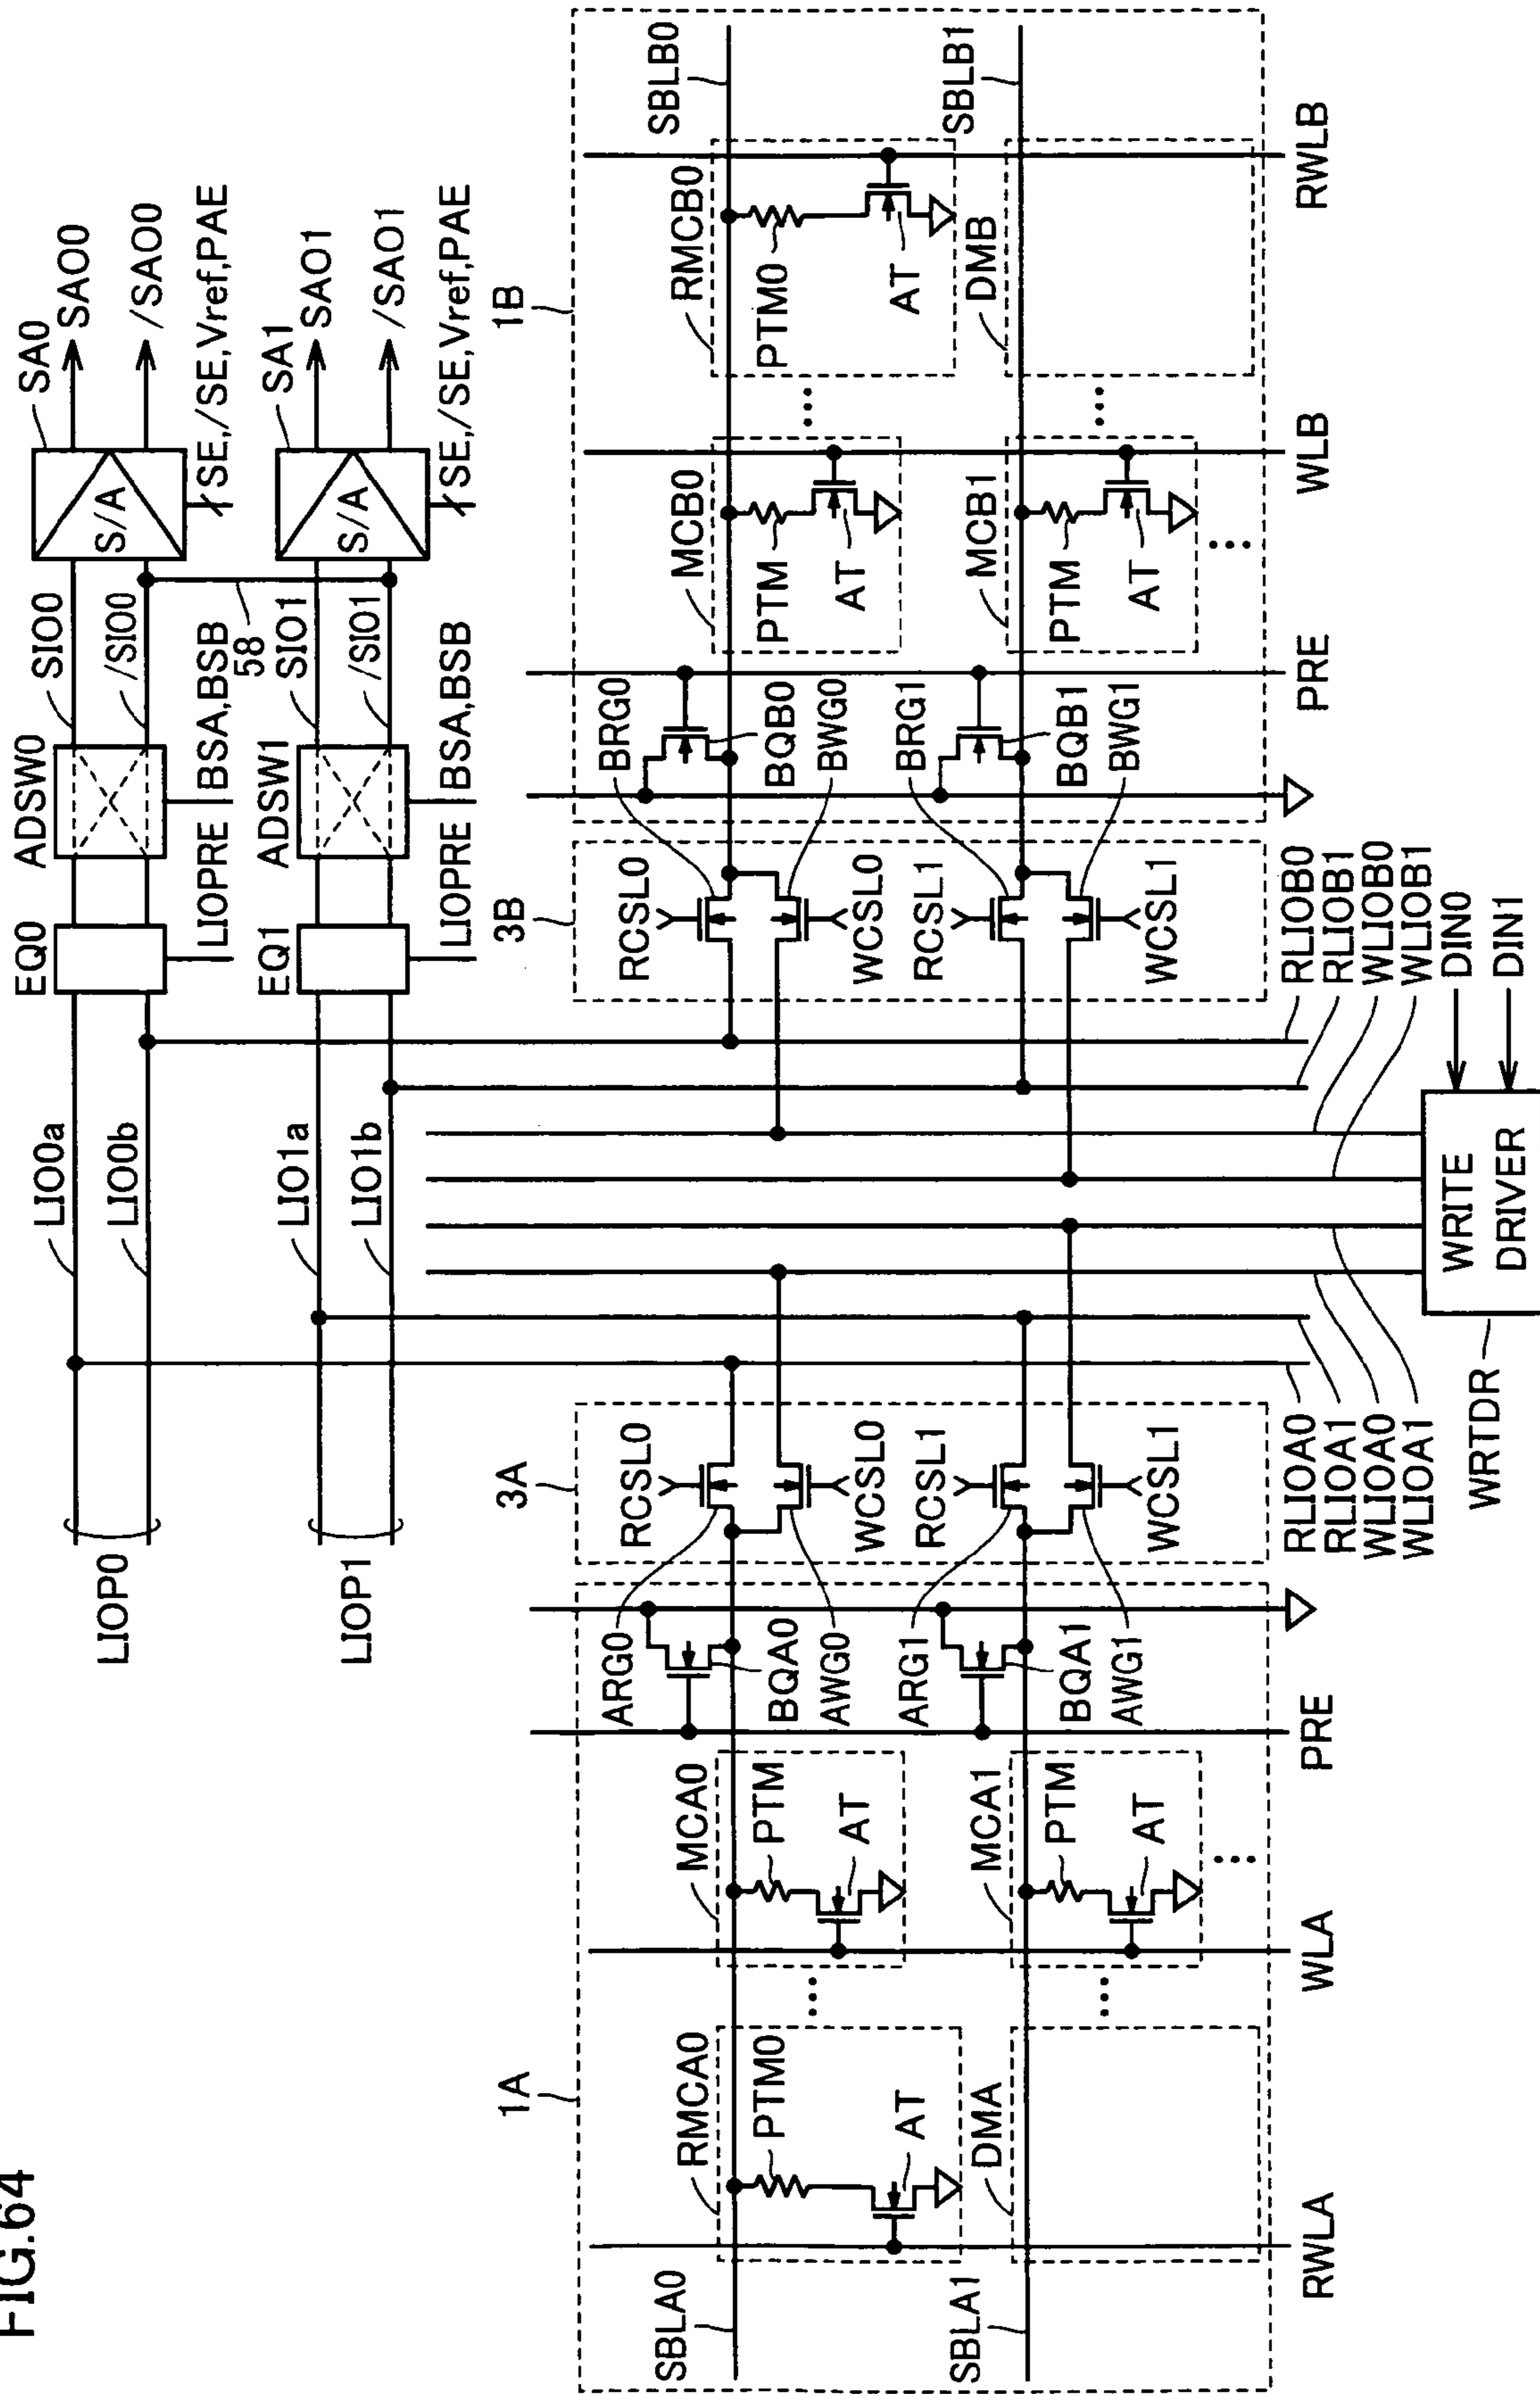 FIG.64
LIOP0
LIO0a
LIO0b
EQ0
LIOPRE
ADSW0
BSA,BSB
SIO0
/SIO0
S/A
SA0
SAO0
/SAO0
SE,/SE,Vref,PAE
58
LIOP1
LIO1a
LIO1b
EQ1
LIOPRE
ADSW1
BSA,BSB
SIO1
/SIO1
S/A
SA1
SAO1
/SAO1
SE,/SE,Vref,PAE
1A
3A
3B
1B
SBLA0
RMCA0
PTM0
AT
...
MCA0
PTM
AT
ARG0
BQA0
AWG0
RCSL0
WCSL0
RCSL0
WCSL0
BRG0
BQB0
BWG0
MCB0
PTM
AT
...
RMCB0
PTM0
AT
SBLB0
SBLA1
DMA
...
MCA1
PTM
AT
...
ARG1
BQA1
AWG1
RCSL1
WCSL1
RCSL1
WCSL1
BRG1
BQB1
BWG1
MCB1
PTM
AT
...
...
DMB
SBLB1
RWLA
WLA
PRE
RLIOA0
RLIOA1
WLIOA0
WLIOA1
RLIOB0
RLIOB1
WLIOB0
WLIOB1
PRE
WLB
RWLB
WRTDR
WRITE
DRIVER
DIN0
DIN1